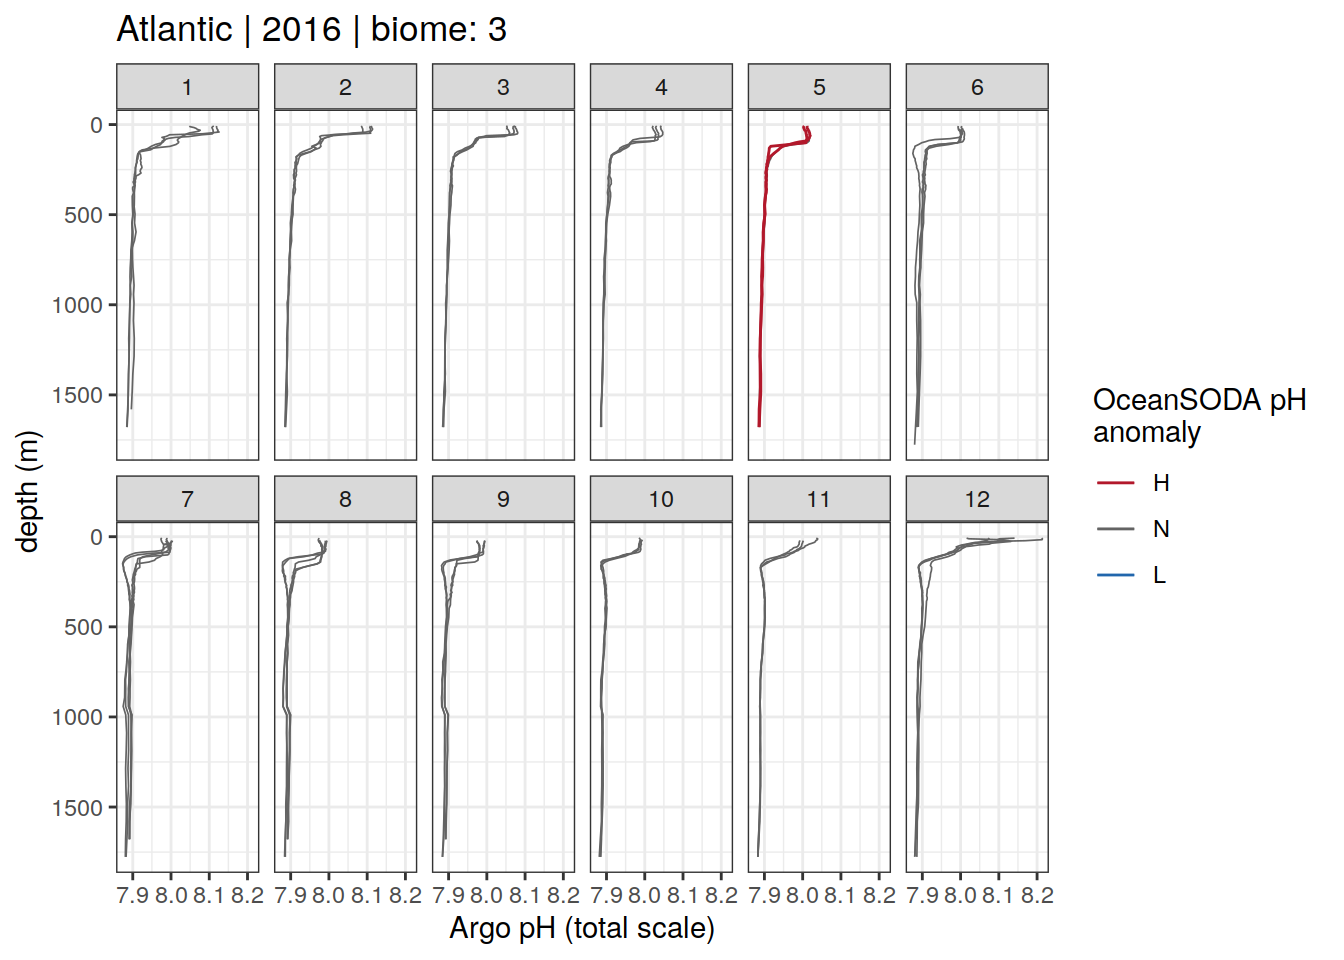 Atlantic | 2016 | biome: 3
1 2 3 4 5 6
0
500
1000
1500
7 8 9 10 11 12
0
500
1000
1500
7.9 8.0 8.1 8.2 7.9 8.0 8.1 8.2 7.9 8.0 8.1 8.2 7.9 8.0 8.1 8.2 7.9 8.0 8.1 8.2 7.9 8.0 8.1 8.2
Argo pH (total scale)
depth (m)
OceanSODA pH
anomaly
H
N
L